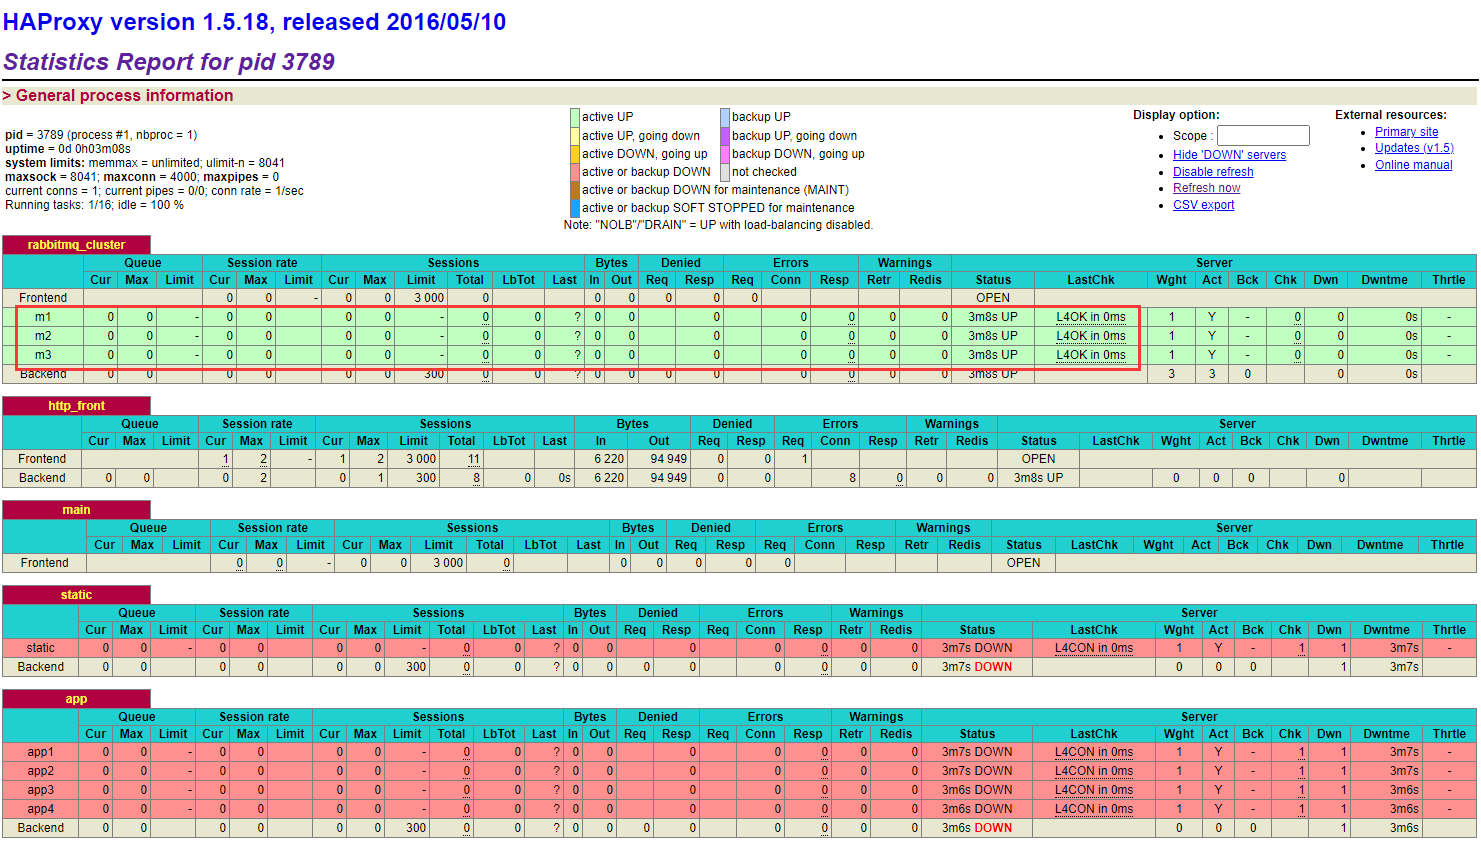 HAProxy version 1.5.18, released 2016/05/10
Statistics Report for pid 3789
> General process information
pid = 3789 (process #1, nbproc = 1)
uptime = 0d 0h03m08s
system limits: memmax = unlimited; ulimit-n = 8041
maxsock = 8041; maxconn = 4000; maxpipes = 0
current conns = 1; current pipes = 0/0; conn rate = 1/sec
Running tasks: 1/16; idle = 100 %
active UP backup UP
active UP, going down backup UP, going down
active DOWN, going up backup DOWN, going up
active or backup DOWN not checked
active or backup DOWN for maintenance (MAINT)
active or backup SOFT STOPPED for maintenance
Note: "NOLB"/"DRAIN" = UP with load-balancing disabled.
Display option:
Scope :
Hide 'DOWN' servers
Disable refresh
Refresh now
CSV export
External resources:
Primary site
Updates (v1.5)
Online manual
rabbitmq_cluster
Queue Session rate Sessions Bytes Denied Errors Warnings Server
Cur Max Limit Cur Max Limit Cur Max Limit Total LbTot Last In Out Req Resp Req Conn Resp Retr Redis Status LastChk Wght Act Bck Chk Dwn Dwntme Thrtle
Frontend 0 0 - 0 0 3 000 0 0 0 0 0 0 OPEN
m1 0 0 - 0 0 0 0 - 0 0 ? 0 0 0 0 0 0 0 3m8s UP L4OK in 0ms 1 Y - 0 0 0s -
m2 0 0 - 0 0 0 0 - 0 0 ? 0 0 0 0 0 0 0 3m8s UP L4OK in 0ms 1 Y - 0 0 0s -
m3 0 0 - 0 0 0 0 - 0 0 ? 0 0 0 0 0 0 0 3m8s UP L4OK in 0ms 1 Y - 0 0 0s -
Backend 0 0 0 0 0 0 300 0 0 ? 0 0 0 0 0 0 0 0 3m8s UP 3 3 0 0 0s
http_front
Queue Session rate Sessions Bytes Denied Errors Warnings Server
Cur Max Limit Cur Max Limit Cur Max Limit Total LbTot Last In Out Req Resp Req Conn Resp Retr Redis Status LastChk Wght Act Bck Chk Dwn Dwntme Thrtle
Frontend 1 2 - 1 2 3 000 11 6 220 94 949 0 0 1 OPEN
Backend 0 0 0 2 0 1 300 8 0 0s 6 220 94 949 0 0 8 0 0 0 3m8s UP 0 0 0 0
main
Queue Session rate Sessions Bytes Denied Errors Warnings Server
Cur Max Limit Cur Max Limit Cur Max Limit Total LbTot Last In Out Req Resp Req Conn Resp Retr Redis Status LastChk Wght Act Bck Chk Dwn Dwntme Thrtle
Frontend 0 0 - 0 0 3 000 0 0 0 0 0 0 OPEN
static
Queue Session rate Sessions Bytes Denied Errors Warnings Server
Cur Max Limit Cur Max Limit Cur Max Limit Total LbTot Last In Out Req Resp Req Conn Resp Retr Redis Status LastChk Wght Act Bck Chk Dwn Dwntme Thrtle
static 0 0 - 0 0 0 0 - 0 0 ? 0 0 0 0 0 0 0 3m7s DOWN L4CON in 0ms 1 Y - 1 1 3m7s -
Backend 0 0 0 0 0 0 300 0 0 ? 0 0 0 0 0 0 0 0 3m7s DOWN 0 0 0 1 3m7s
app
Queue Session rate Sessions Bytes Denied Errors Warnings Server
Cur Max Limit Cur Max Limit Cur Max Limit Total LbTot Last In Out Req Resp Req Conn Resp Retr Redis Status LastChk Wght Act Bck Chk Dwn Dwntme Thrtle
app1 0 0 - 0 0 0 0 - 0 0 ? 0 0 0 0 0 0 0 3m7s DOWN L4CON in 0ms 1 Y - 1 1 3m7s -
app2 0 0 - 0 0 0 0 - 0 0 ? 0 0 0 0 0 0 0 3m7s DOWN L4CON in 0ms 1 Y - 1 1 3m7s -
app3 0 0 - 0 0 0 0 - 0 0 ? 0 0 0 0 0 0 0 3m6s DOWN L4CON in 0ms 1 Y - 1 1 3m6s -
app4 0 0 - 0 0 0 0 - 0 0 ? 0 0 0 0 0 0 0 3m6s DOWN L4CON in 0ms 1 Y - 1 1 3m6s -
Backend 0 0 0 0 0 0 300 0 0 ? 0 0 0 0 0 0 0 0 3m6s DOWN 0 0 0 1 3m6s